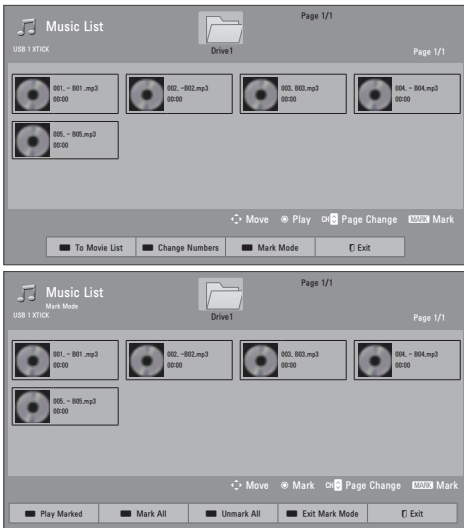 Page 1/1
Music List
USB 1 XTICK
Drive1
Page 1/1
001. - B01 .mp3
00:00
002. -B02.mp3
00:00
003. B03.mp3
00:00
004. - B04.mp3
00:00
005. - B05.mp3
00:00
Move Play CH Page Change MARK Mark
To Movie List Change Numbers Mark Mode Exit
Page 1/1
Music List
Mark Mode
USB 1 XTICK
Drive1
Page 1/1
001. - B01 .mp3
00:00
002. -B02.mp3
00:00
003. B03.mp3
00:00
004. - B04.mp3
00:00
005. - B05.mp3
00:00
Move Mark CH Page Change MARK Mark
Play Marked Mark All Unmark All Exit Mark Mode Exit